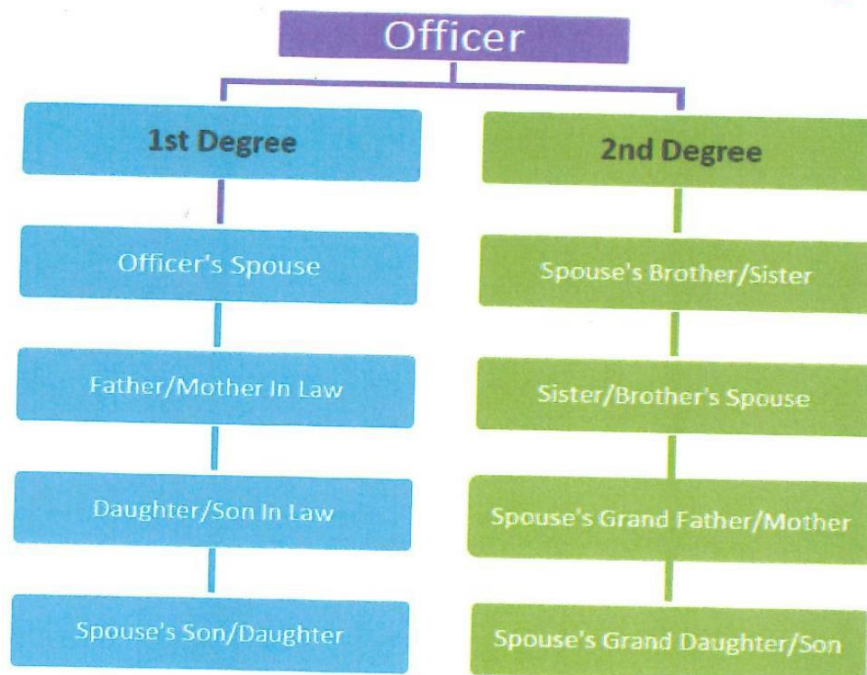 Officer
1st Degree
Officer's Spouse
Father/Mother In Law
Daughter/Son In Law
Spouse's Son/Daughter
2nd Degree
Spouse's Brother/Sister
Sister/Brother's Spouse
Spouse's Grand Father/Mother
Spouse's Grand Daughter/Son